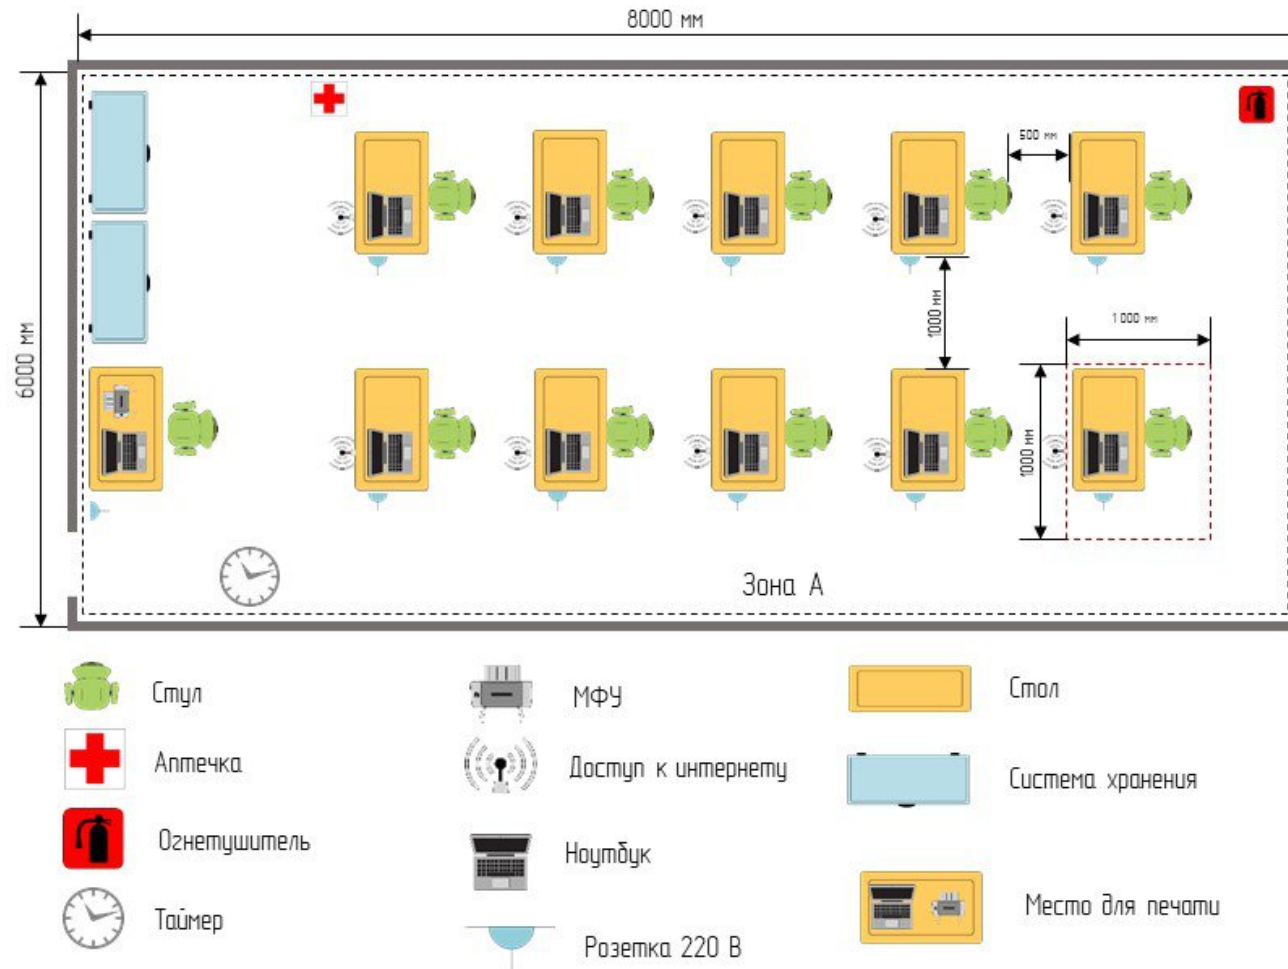 8000 мм
500 мм
1000 мм
1 000 мм
6000 мм
1000 мм
Зона А
Стул
МФУ
Стол
Аптечка
Доступ к интернету
Система хранения
Огнетушитель
Ноутбук
Место для печати
Таймер
Розетка 220 В